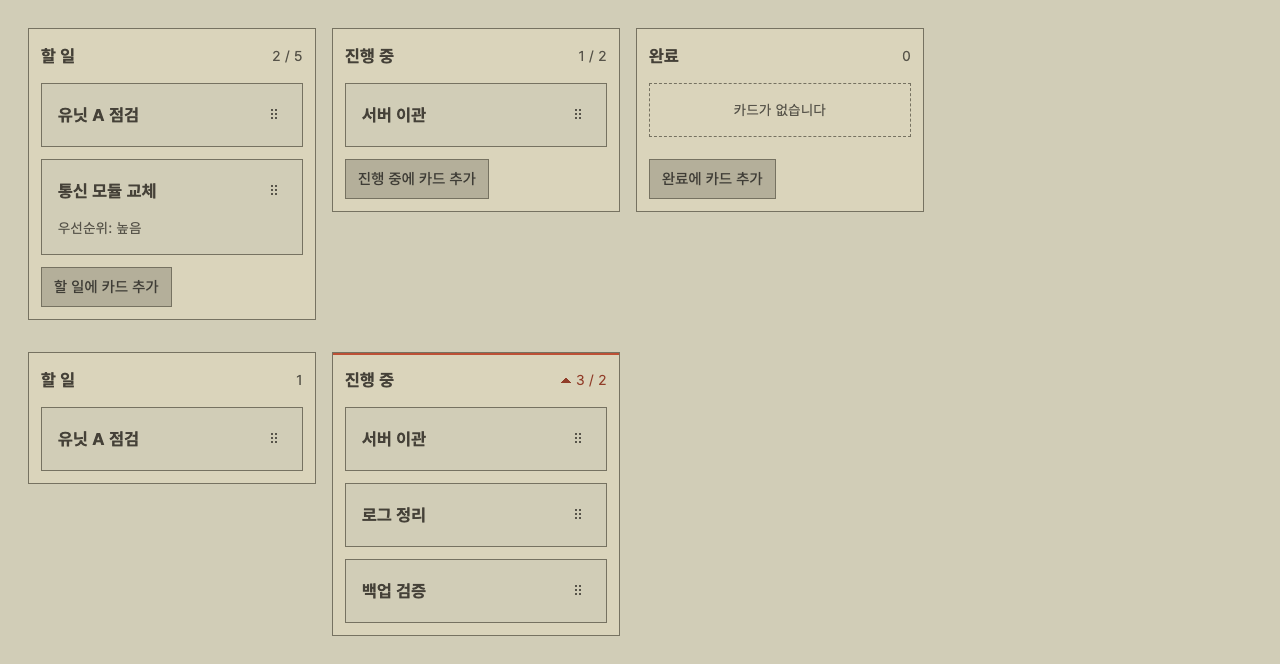 할 일
2 / 5
유닛 A 점검
통신 모듈 교체
우선순위: 높음
할 일에 카드 추가
진행 중
1 / 2
서버 이관
진행 중에 카드 추가
완료
0
카드가 없습니다
완료에 카드 추가
할 일
1
유닛 A 점검
진행 중
3 / 2
서버 이관
로그 정리
백업 검증